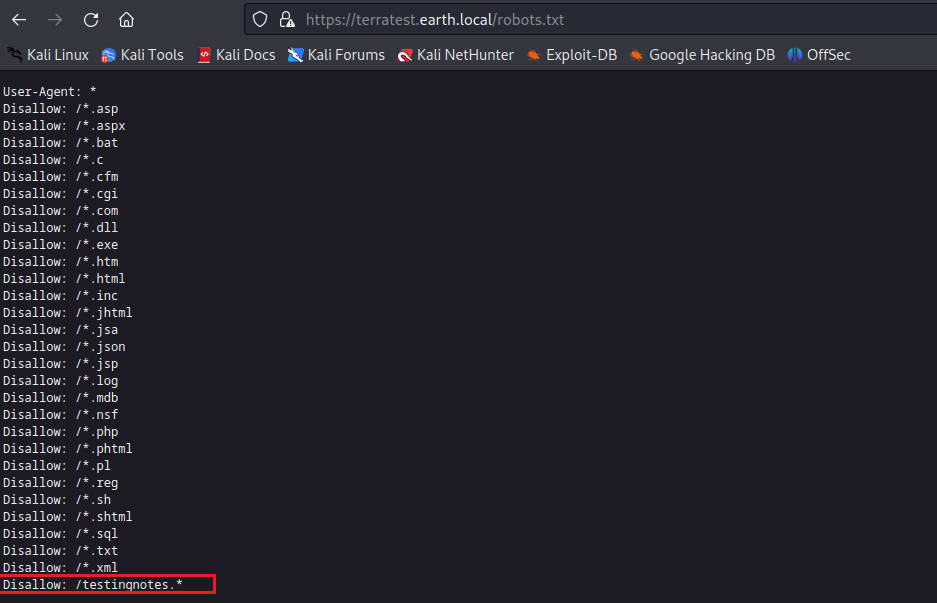 https://terratest.earth.local/robots.txt
Kali Linux Kali Tools Kali Docs Kali Forums Kali NetHunter Exploit-DB Google Hacking DB OffSec
User-Agent: *
Disallow: /*.asp
Disallow: /*.aspx
Disallow: /*.bat
Disallow: /*.c
Disallow: /*.cfm
Disallow: /*.cgi
Disallow: /*.com
Disallow: /*.dll
Disallow: /*.exe
Disallow: /*.htm
Disallow: /*.html
Disallow: /*.inc
Disallow: /*.jhtml
Disallow: /*.jsa
Disallow: /*.json
Disallow: /*.jsp
Disallow: /*.log
Disallow: /*.mdb
Disallow: /*.nsf
Disallow: /*.php
Disallow: /*.phtml
Disallow: /*.pl
Disallow: /*.reg
Disallow: /*.sh
Disallow: /*.shtml
Disallow: /*.sql
Disallow: /*.txt
Disallow: /*.xml
Disallow: /testingnotes.*